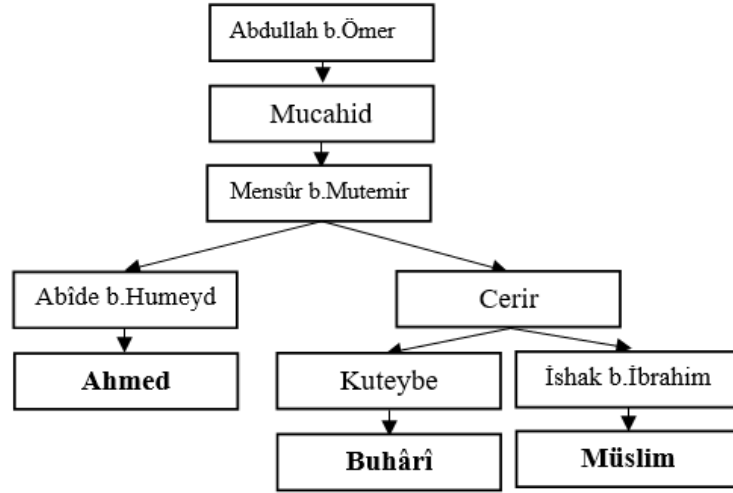 Abdullah b.Ömer
Mucahid
Mensûr b.Mutemir
Abîde b.Humeyd
Cerir
Ahmed
Kuteybe
İshak b.İbrahim
Buhârî
Müslim